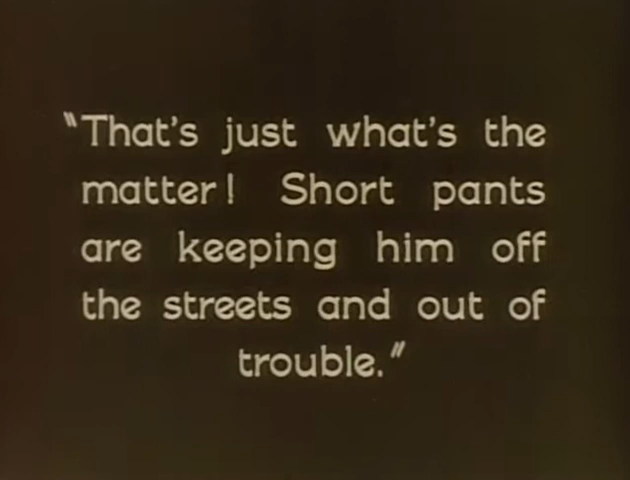 "That's just what's the
matter! Short pants
are keeping him off
the streets and out of
trouble."